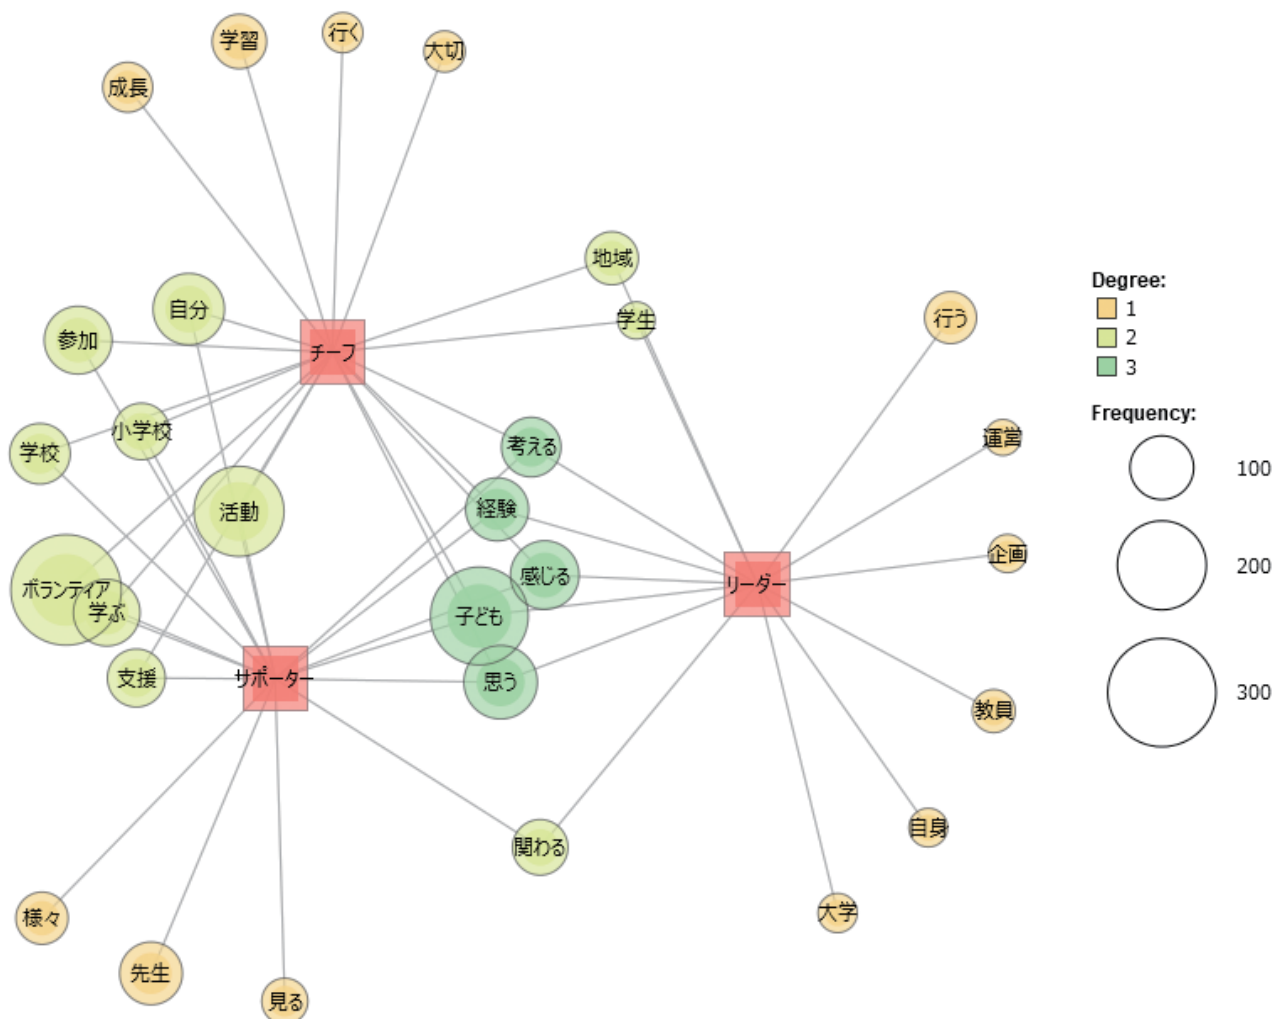 学習
行く
大切
成長
地域
自分
学生
行う
参加
チーフ
小学校
運営
考える
学校
経験
活動
企画
感じる
リーダー
ボランティア
学ぶ
子ども
支援
サポーター
思う
教員
自身
関わる
大学
様々
先生
見る
Degree:
1
2
3
Frequency:
100
200
300